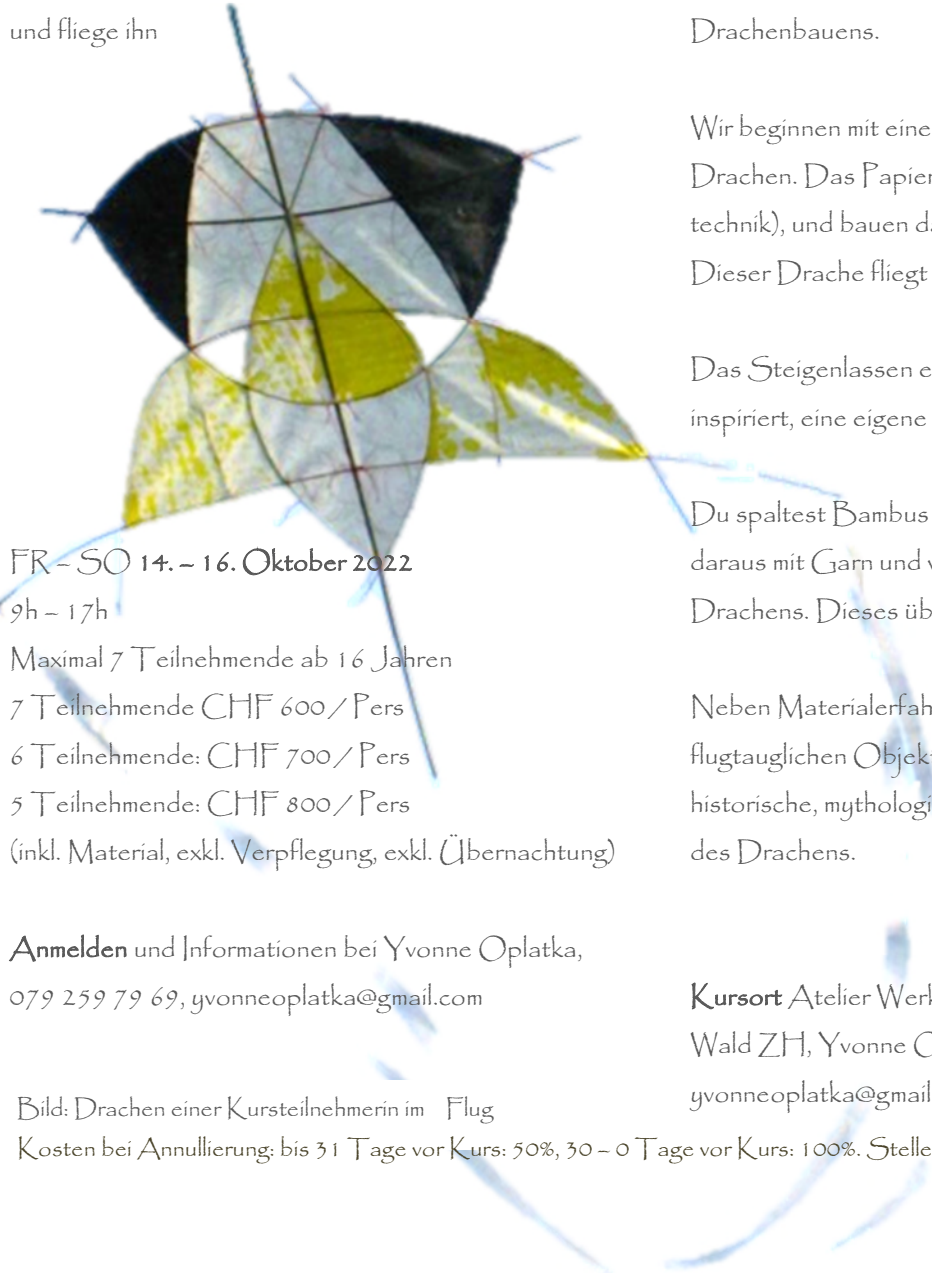 und fliege ihn
FR – SO 14. – 16. Oktober 2022
9h – 17h
Maximal 7 Teilnehmende ab 16 Jahren
7 Teilnehmende CHF 600 / Pers
6 Teilnehmende: CHF 700 / Pers
5 Teilnehmende: CHF 800 / Pers
(inkl. Material, exkl. Verpflegung, exkl. Übernachtung)
Anmelden und Informationen bei Yvonne Oplatka,
079 259 79 69, yvonneoplatka@gmail.com
Bild: Drachen einer Kursteilnehmerin im Flug
Drachenbauens.
Wir beginnen mit eine
Drachen. Das Papier
technik), und bauen d
Dieser Drache fliegt
Das Steigenlassen e
inspiriert, eine eigene
Du spaltest Bambus
daraus mit Garn und
Drachens. Dieses üb
Neben Materialerfah
flugtauglichen Objekt
historische, mythologi
des Drachens.
Kursort Atelier Werk
Wald ZH, Yvonne O
yvonneoplatka@gmail
Kosten bei Annullierung: bis 31 Tage vor Kurs: 50%, 30 – 0 Tage vor Kurs: 100%. Stelle